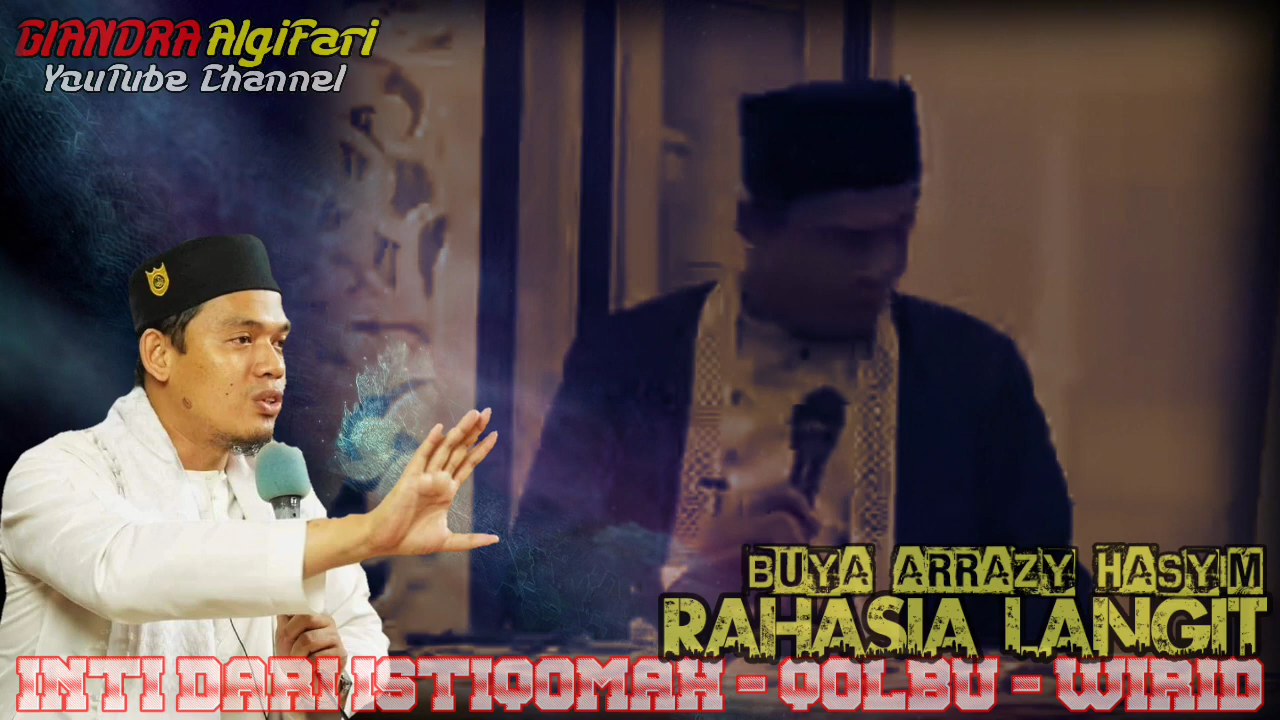 GIANDRA AlgiFari
YouTube Channel
BUYA ARRAZY HASYIM
RAHASIA LANGIT
INTI DARI ISTIQOMAH - QOLBU - WIRID